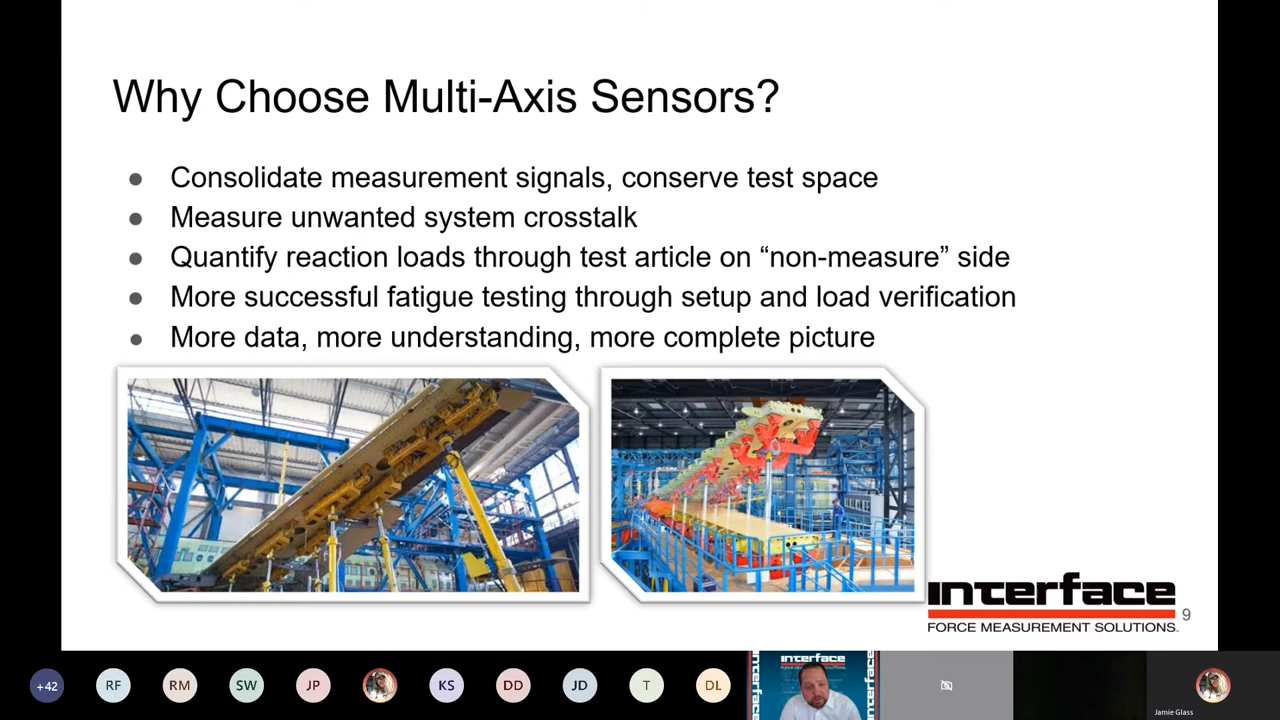 Why Choose Multi-Axis Sensors?
● Consolidate measurement signals, conserve test space
● Measure unwanted system crosstalk
● Quantify reaction loads through test article on “non-measure” side
● More successful fatigue testing through setup and load verification
● More data, more understanding, more complete picture
interface
FORCE MEASUREMENT SOLUTIONS.
9
+42
RF
RM
SW
JP
KS
DD
JD
T
DL
interface
interface
interface
Jamie Glass